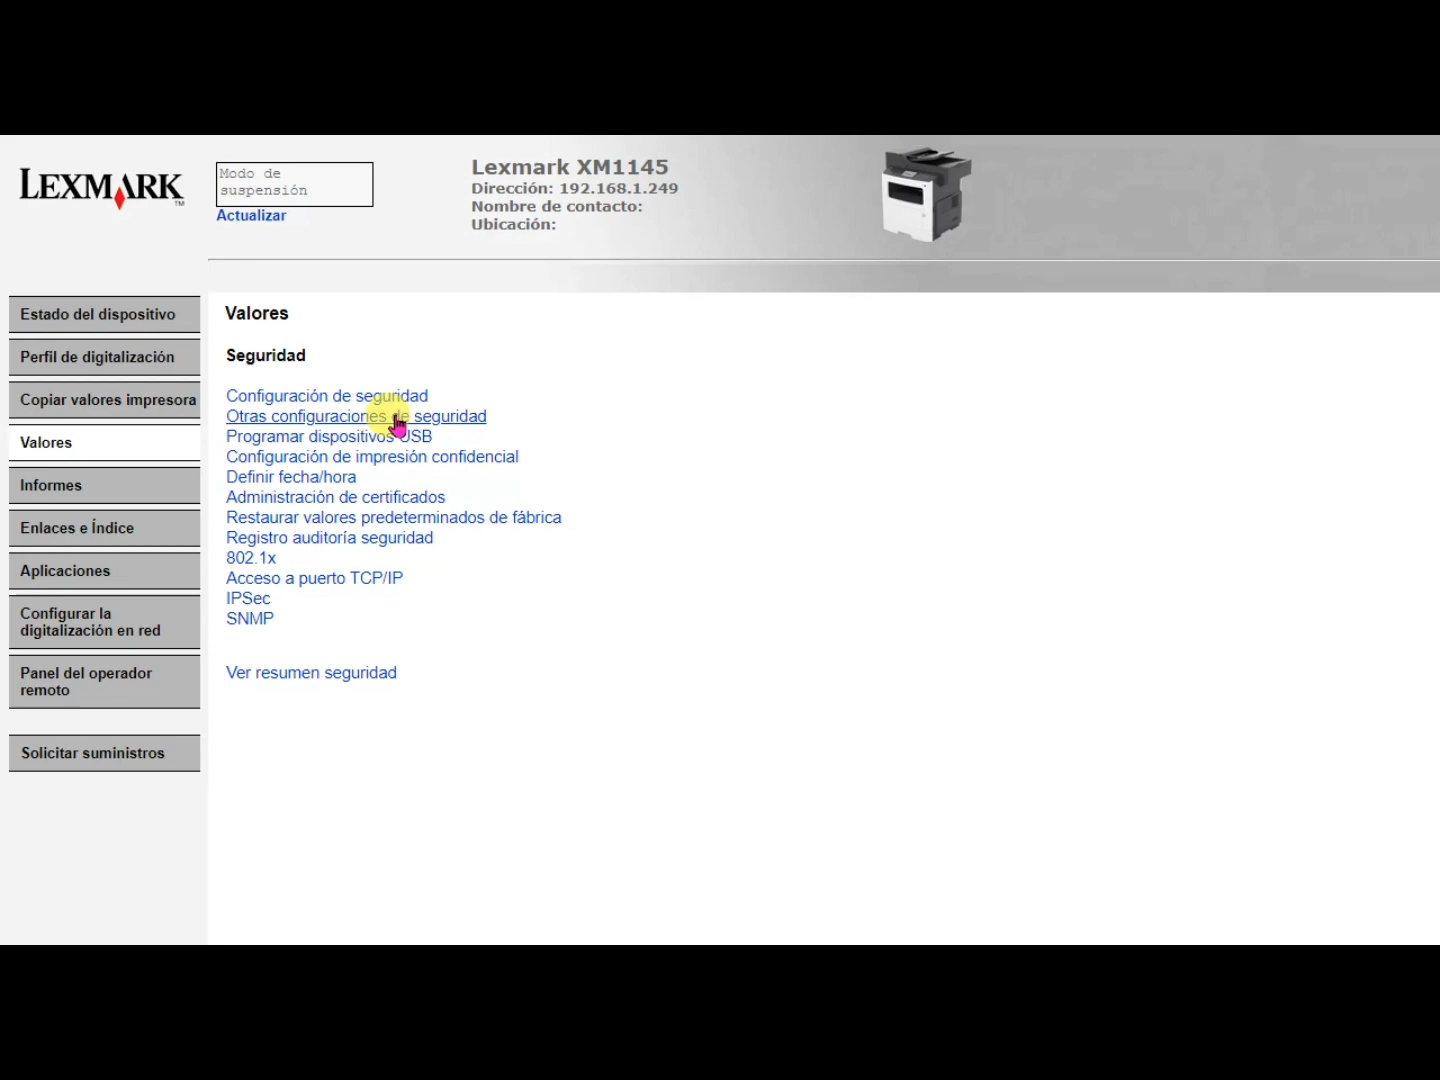 LEXMARK
TM
Modo de
suspensión
Actualizar
Lexmark XM1145
Dirección: 192.168.1.249
Nombre de contacto:
Ubicación:
Estado del dispositivo
Perfil de digitalización
Copiar valores impresora
Valores
Informes
Enlaces e Índice
Aplicaciones
Configurar la
digitalización en red
Panel del operador
remoto
Solicitar suministros
Valores
Seguridad
Configuración de seguridad
Otras configuraciones de seguridad
Programar dispositivos USB
Configuración de impresión confidencial
Definir fecha/hora
Administración de certificados
Restaurar valores predeterminados de fábrica
Registro auditoría seguridad
802.1x
Acceso a puerto TCP/IP
IPSec
SNMP
Ver resumen seguridad